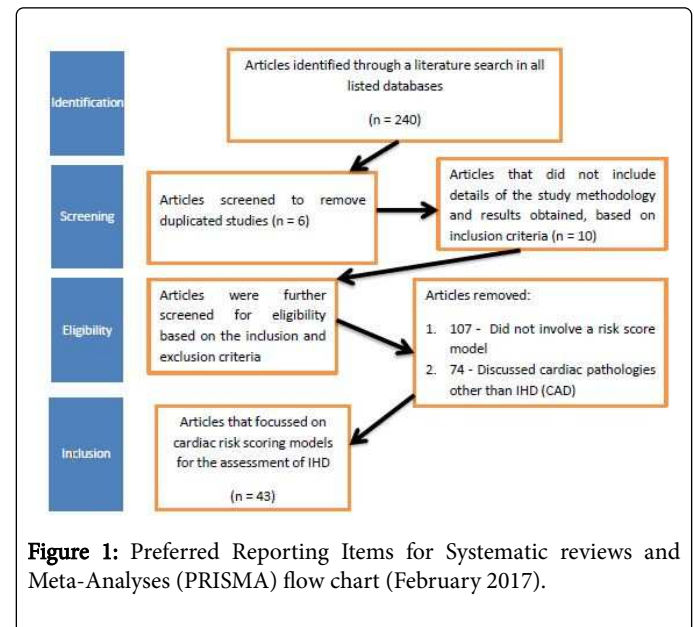 Identification
Articles identified through a literature search in all
listed databases
(n = 240)
Screening
Articles screened to remove
duplicated studies (n = 6)
Articles that did not include
details of the study methodology
and results obtained, based on
inclusion criteria (n = 10)
Eligibility
Articles were further
screened for eligibility
based on the inclusion and
exclusion criteria
Articles removed:
1. 107 - Did not involve a risk score
model
2. 74 - Discussed cardiac pathologies
other than IHD (CAD)
Inclusion
Articles that focussed on
cardiac risk scoring models
for the assessment of IHD
(n = 43)
Figure 1: Preferred Reporting Items for Systematic reviews and
Meta-Analyses (PRISMA) flow chart (February 2017).